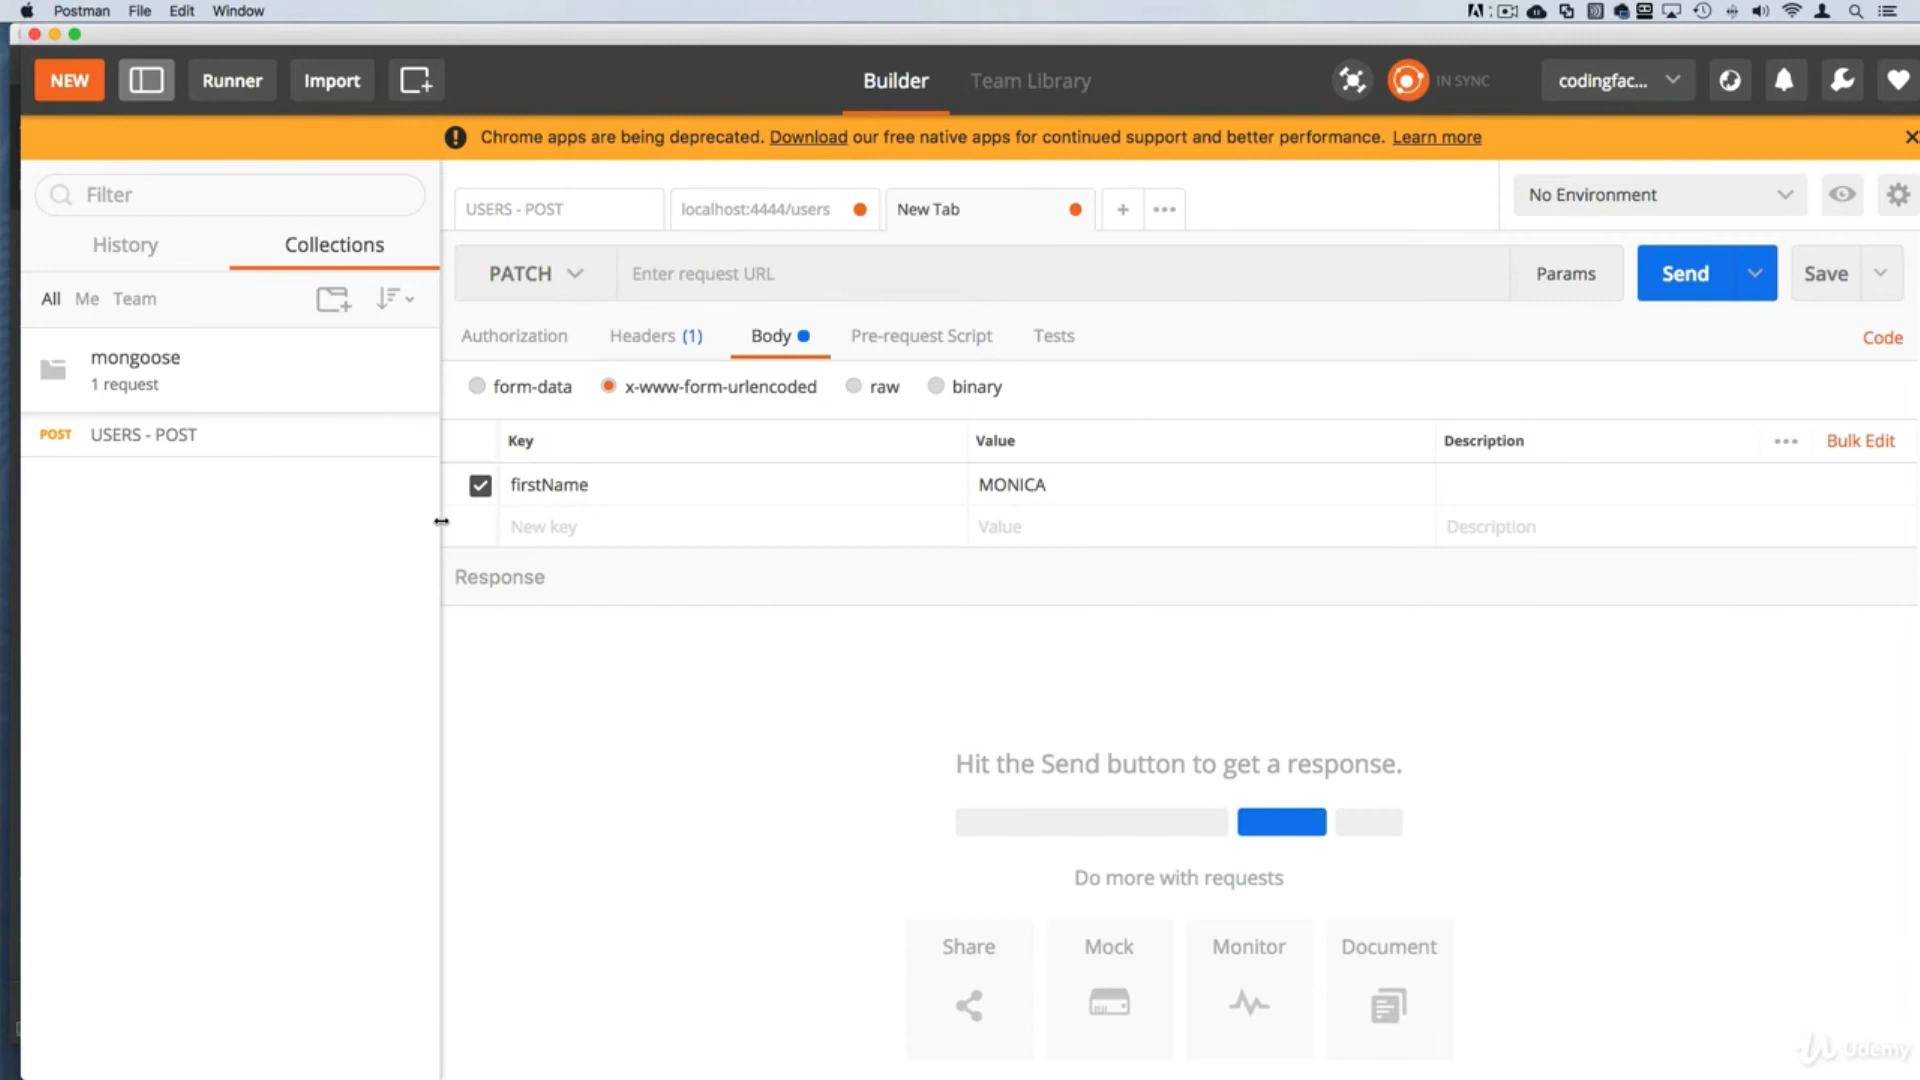 Postman File Edit Window
NEW Runner Import Builder Team Library IN SYNC codingfac...
Chrome apps are being deprecated. Download our free native apps for continued support and better performance. Learn more
Filter
History Collections
All Me Team
mongoose
1 request
POST USERS - POST
USERS - POST localhost:4444/users New Tab No Environment
PATCH Enter request URL Params Send Save
Authorization Headers (1) Body Pre-request Script Tests Code
form-data x-www-form-urlencoded raw binary
Key Value Description Bulk Edit
firstName MONICA
New key Value Description
Response
Hit the Send button to get a response.
Do more with requests
Share Mock Monitor Document
Udemy